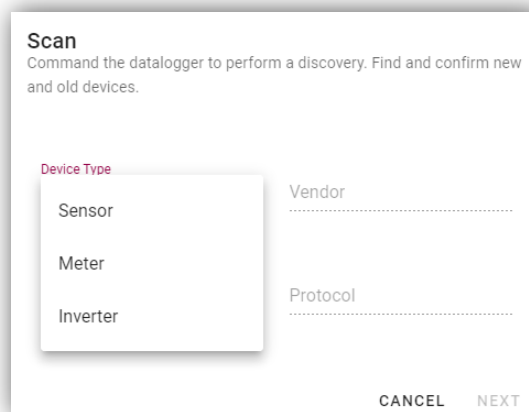 Scan
Command the datalogger to perform a discovery. Find and confirm new
and old devices.
Device Type
Sensor
Vendor
Meter
Inverter
Protocol
CANCEL
NEXT